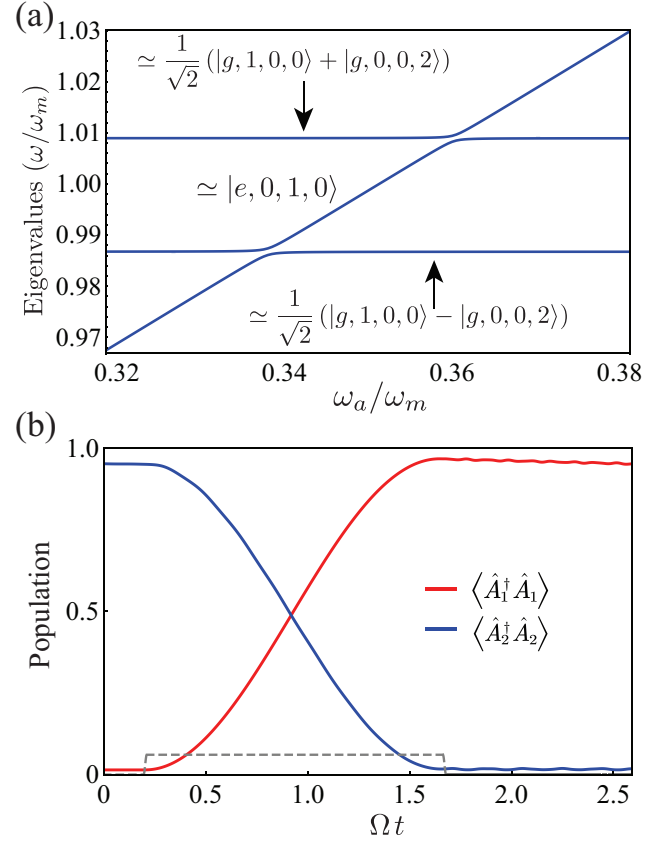 (a)
1.03
1.02
1.01
1.00
0.99
0.98
0.97
Eigenvalues (ω/ω_m)
≃ 1/√2 (|g, 1, 0, 0⟩ + |g, 0, 0, 2⟩)
≃ |e, 0, 1, 0⟩
≃ 1/√2 (|g, 1, 0, 0⟩ − |g, 0, 0, 2⟩)
0.32 0.34 0.36 0.38
ω_a/ω_m
(b)
1.0
0.5
0
Population
⟨Â₁†Â₁⟩
⟨Â₂†Â₂⟩
0 0.5 1.0 1.5 2.0 2.5
Ω t